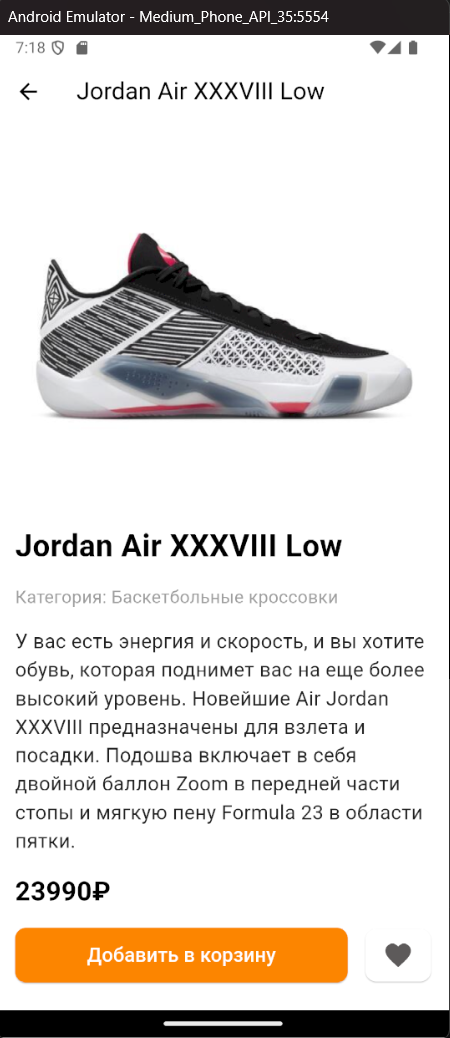 Android Emulator - Medium_Phone_API_35:5554
7:18
Jordan Air XXXVIII Low
Jordan Air XXXVIII Low
Категория: Баскетбольные кроссовки
У вас есть энергия и скорость, и вы хотите
обувь, которая поднимет вас на еще более
высокий уровень. Новейшие Air Jordan
XXXVIII предназначены для взлета и
посадки. Подошва включает в себя
двойной баллон Zoom в передней части
стопы и мягкую пену Formula 23 в области
пятки.
23990₽
Добавить в корзину